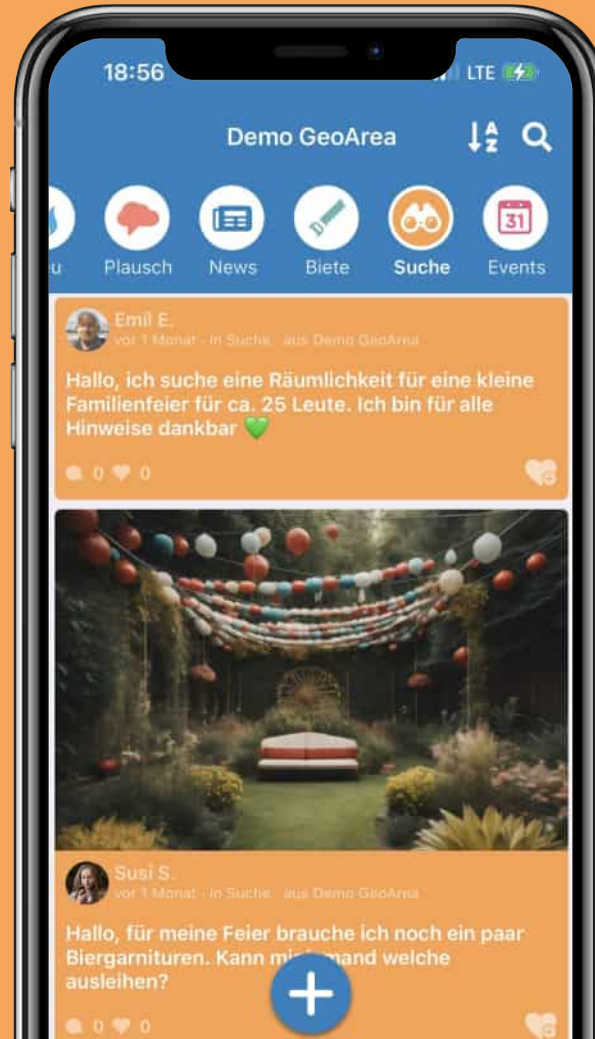 18:56 LTE
Demo GeoArea
A
Z
Plausch News Biete Suche Events
31
Emil E.
vor 1 Monat · in Suche aus Demo GeoArea
Hallo, ich suche eine Räumlichkeit für eine kleine
Familienfeier für ca. 25 Leute. Ich bin für alle
Hinweise dankbar 💚
0 0
Susi S.
vor 1 Monat · in Suche aus Demo GeoArea
Hallo, für meine Feier brauche ich noch ein paar
Biergarnituren. Kann welche
ausleihen?
0 0